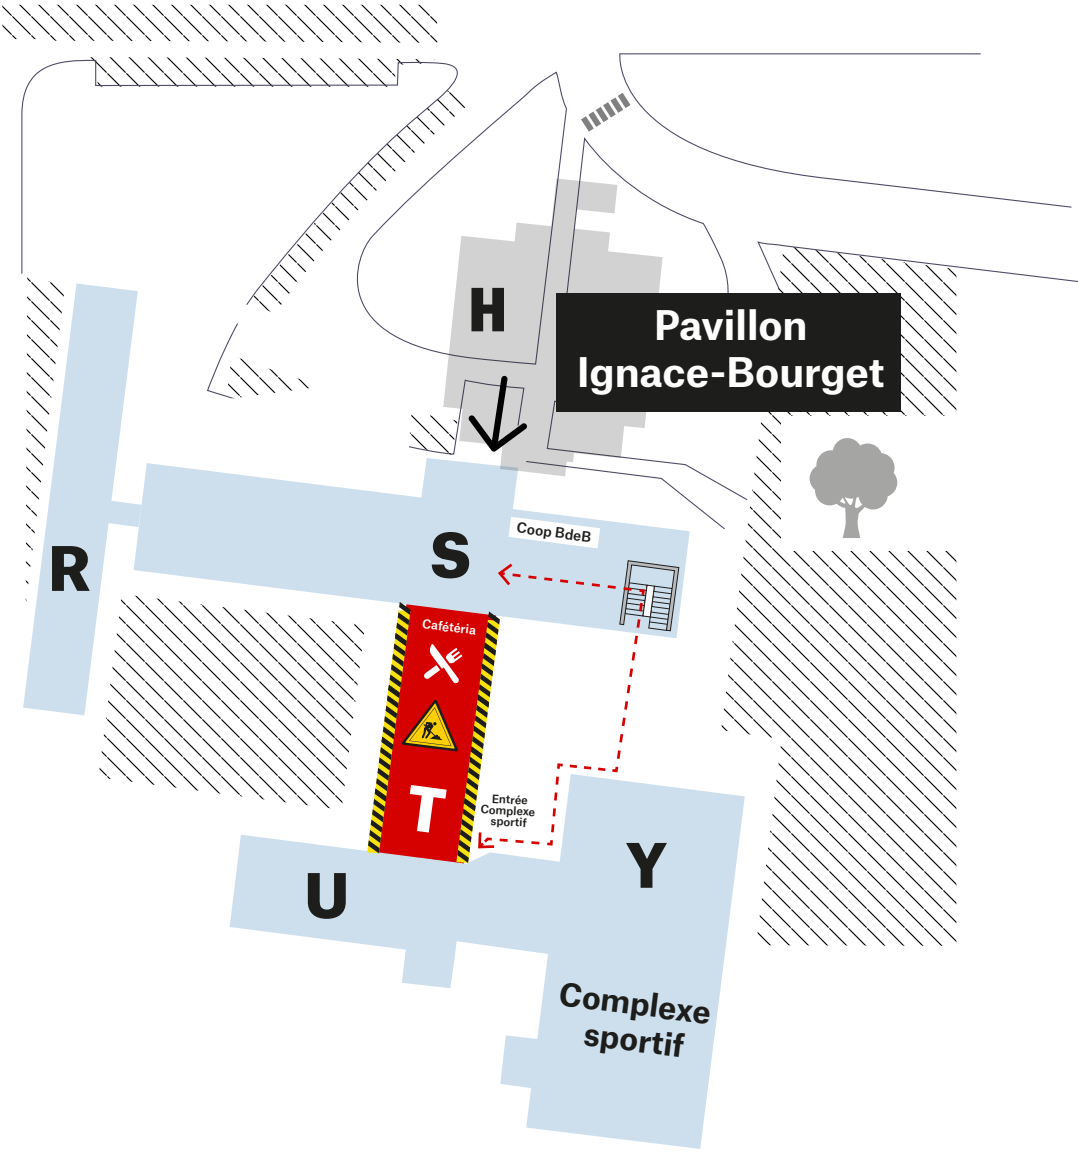 H
Pavillon
Ignace-Bourget
Coop BdeB
S
R
Cafétéria
T
Entrée
Complexe
sportif
Y
U
Complexe
sportif